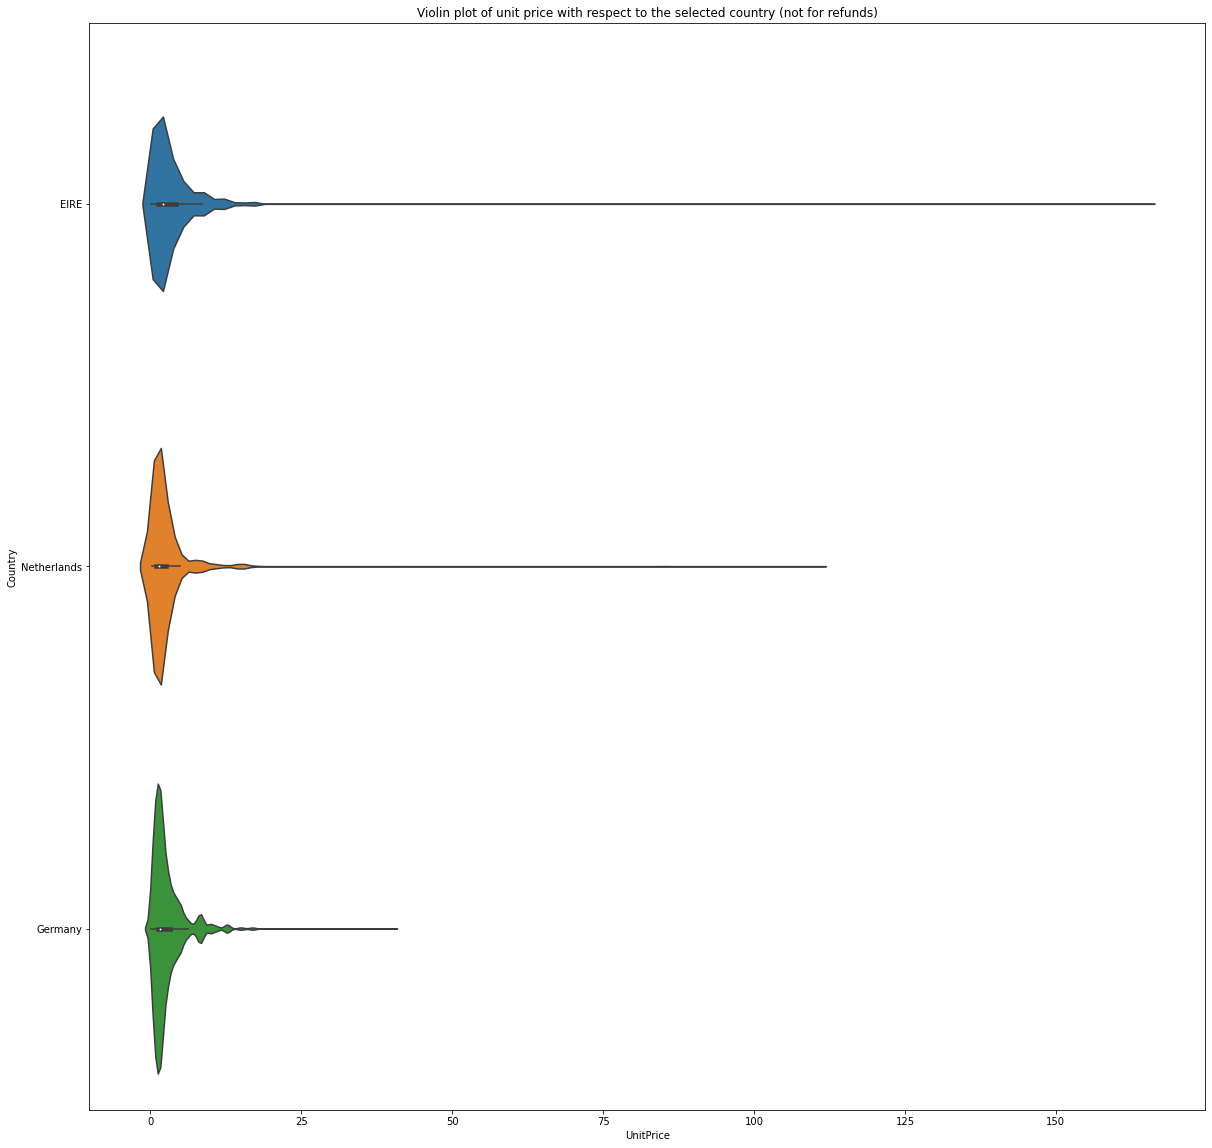 Violin plot of unit price with respect to the selected country (not for refunds)
EIRE
Netherlands
Germany
Country
0 25 50 75 100 125 150
UnitPrice